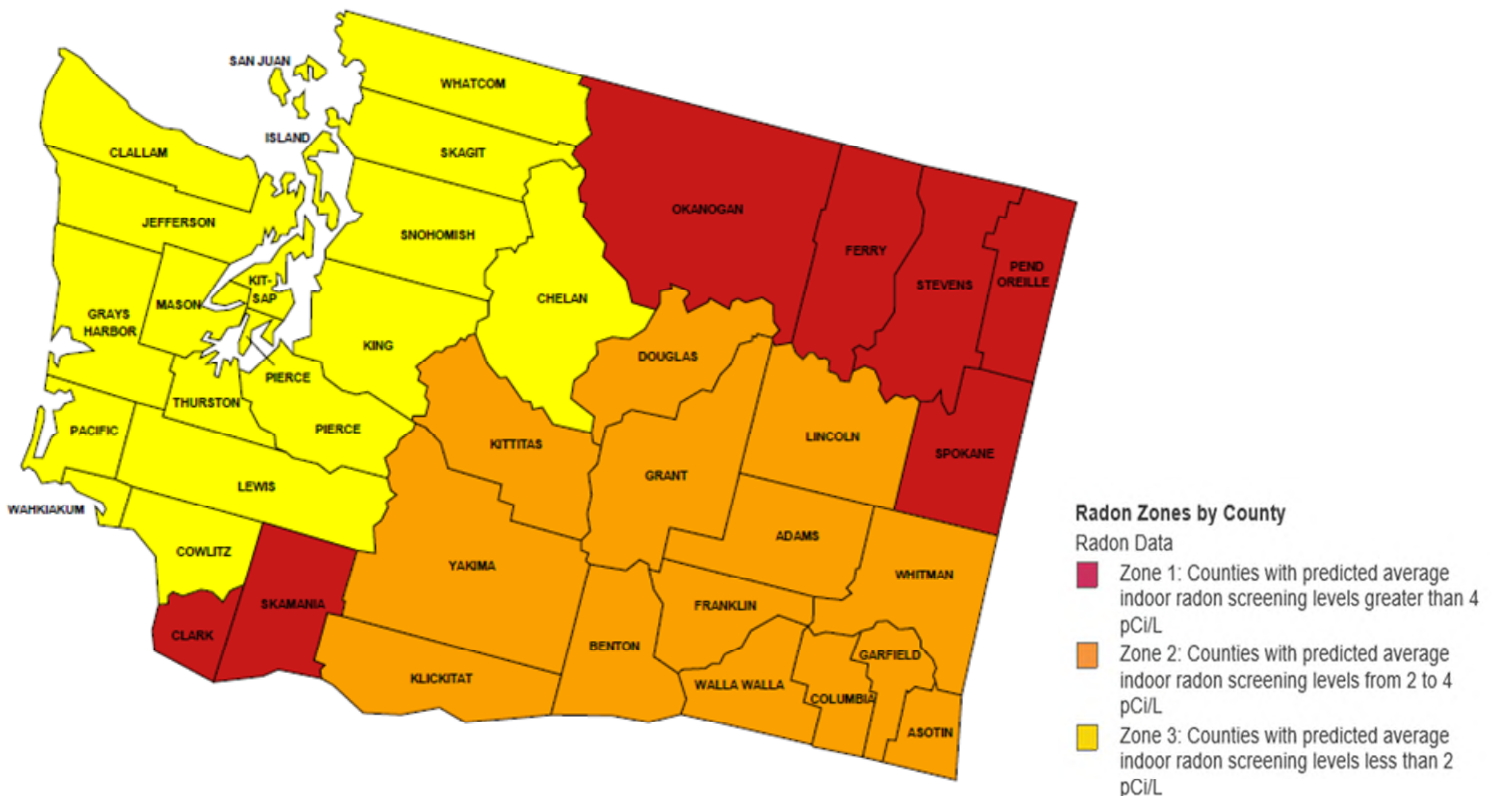 SAN JUAN
WHATCOM
ISLAND
CLALLAM
SKAGIT
OKANOGAN
JEFFERSON
SNOHOMISH
FERRY
STEVENS
PEND
OREILLE
KIT-
SAP
CHELAN
MASON
GRAYS
HARBOR
KING
DOUGLAS
PIERCE
THURSTON
PIERCE
PACIFIC
KITTITAS
LINCOLN
SPOKANE
GRANT
LEWIS
WAHKIAKUM
ADAMS
COWLITZ
YAKIMA
WHITMAN
SKAMANIA
FRANKLIN
CLARK
BENTON
GARFIELD
KLICKITAT
WALLA WALLA
COLUMBIA
ASOTIN
Radon Zones by County
Radon Data
Zone 1: Counties with predicted average
indoor radon screening levels greater than 4
pCi/L
Zone 2: Counties with predicted average
indoor radon screening levels from 2 to 4
pCi/L
Zone 3: Counties with predicted average
indoor radon screening levels less than 2
pCi/L